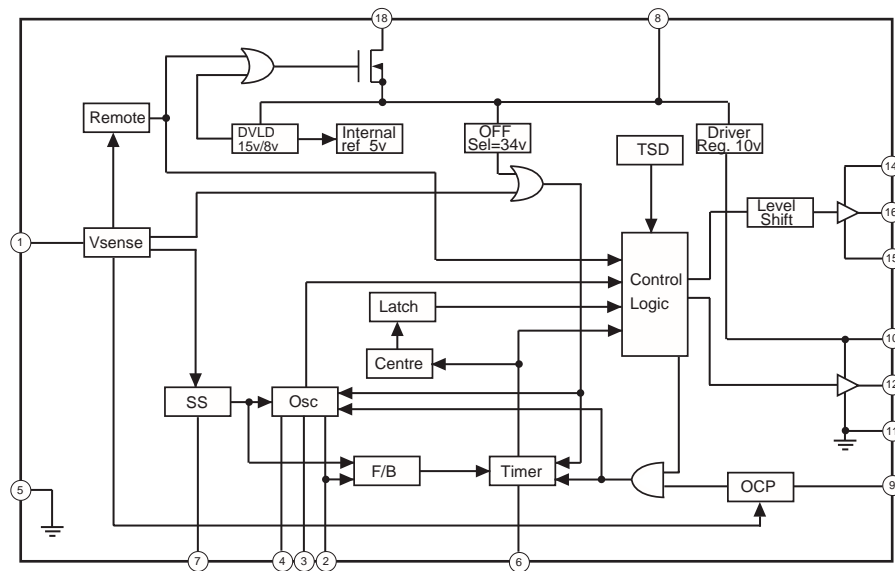 18
8
Remote
DVLD
15v/8v
Internal
ref 5v
OFF
Sel=34v
Driver
Reg. 10v
TSD
14
Level
Shift
16
1
Vsense
15
Control
Logic
Latch
10
Centre
12
SS
Osc
11
F/B
Timer
5
OCP
9
7
4
3
2
6